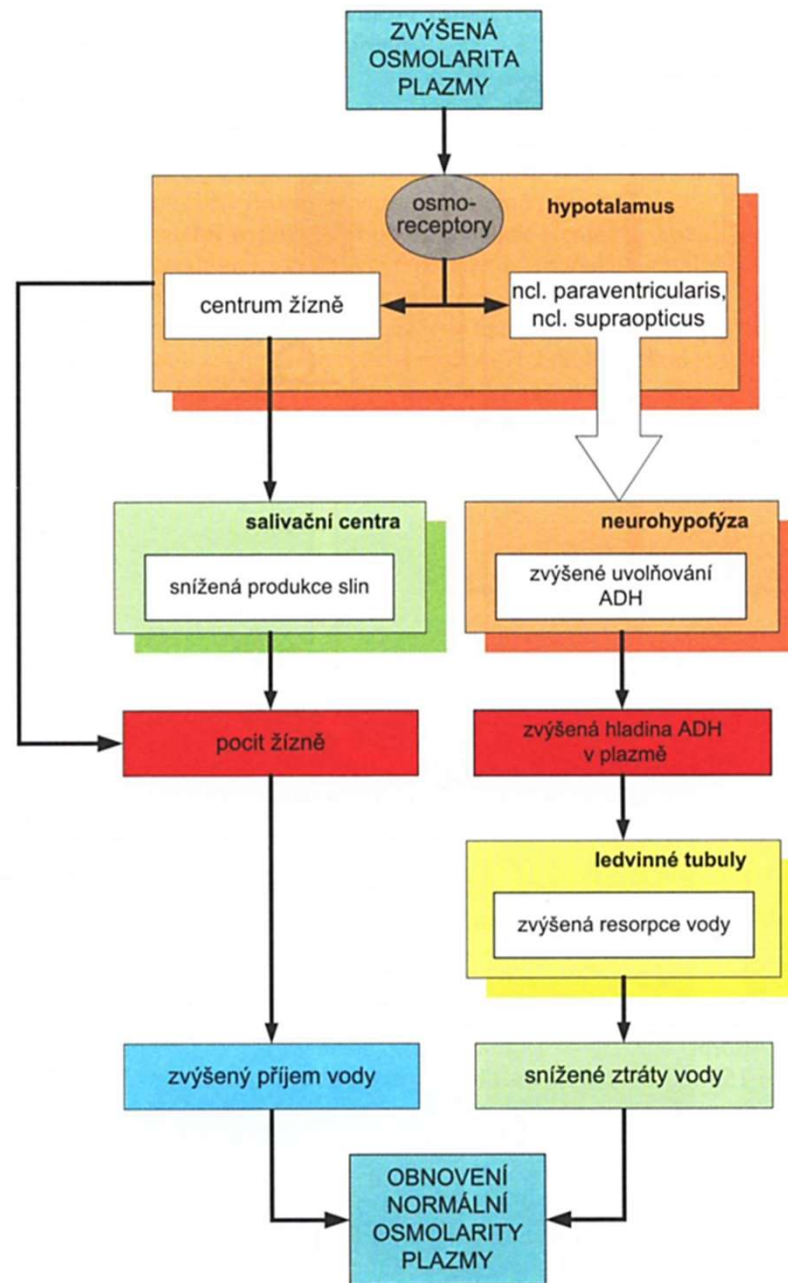 ZVÝŠENÁ
OSMOLARITA
PLAZMY
osmo-
receptory
hypotalamus
centrum žízně
ncl. paraventricularis,
ncl. supraopticus
salivační centra
snížená produkce slin
neurohypofýza
zvýšené uvolňování
ADH
pocit žízně
zvýšená hladina ADH
v plazmě
ledvinné tubuly
zvýšená resorpce vody
zvýšený příjem vody
snížené ztráty vody
OBNOVENÍ
NORMÁLNÍ
OSMOLARITY
PLAZMY